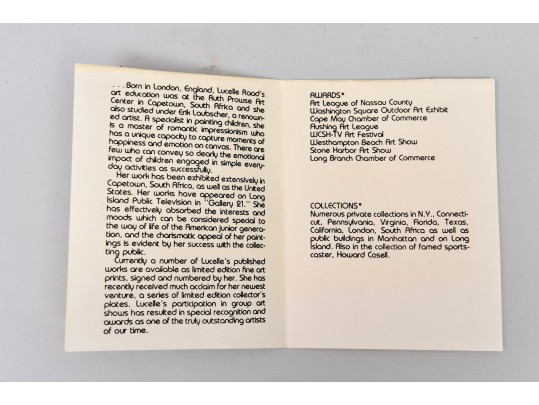 . . . Born in London, England, Lucelle Raad's
art education was at the Ruth Prowse Art
Center in Capetown, South Africa and she
also studied under Erik Laubscher, a renown-
ed artist. A specialist in painting children, she
is a master of romantic impressionism who
has a unique capacity to capture moments of
happiness and emotion on canvas. There are
few who can convey so clearly the emotional
impact of children engaged in simple every-
day activities as successfully.
Her work has been exhibited extensively in
Capetown, South Africa, as well as the United
States. Her works have appeared on Long
Island Public Television in "Gallery 21." She
has effectively absorbed the interests and
moods which can be considered special to
the way of life of the American junior genera-
tion, and the charismatic appeal of her paint-
ings is evident by her success with the collec-
ting public.
Currently a number of Lucelle's published
works are available as limited edition fine art
prints, signed and numbered by her. She has
recently received much acclaim for her newest
venture, a series of limited edition collector's
plates. Lucelle's participation in group art
shows has resulted in special recognition and
awards as one of the truly outstanding artists
of our time.
AWARDS*
Art League of Nassau County
Washington Square Outdoor Art Exhibit
Cape May Chamber of Commerce
Flushing Art League
WCSH-TV Art Festival
Westhampton Beach Art Show
Stone Harbor Art Show
Long Branch Chamber of Commerce
COLLECTIONS*
Numerous private collections in N.Y., Connecti-
cut, Pennsylvania, Virginia, Florida, Texas,
California, London, South Africa as well as
public buildings in Manhattan and on Long
Island. Also in the collection of famed sports-
caster, Howard Cosell.